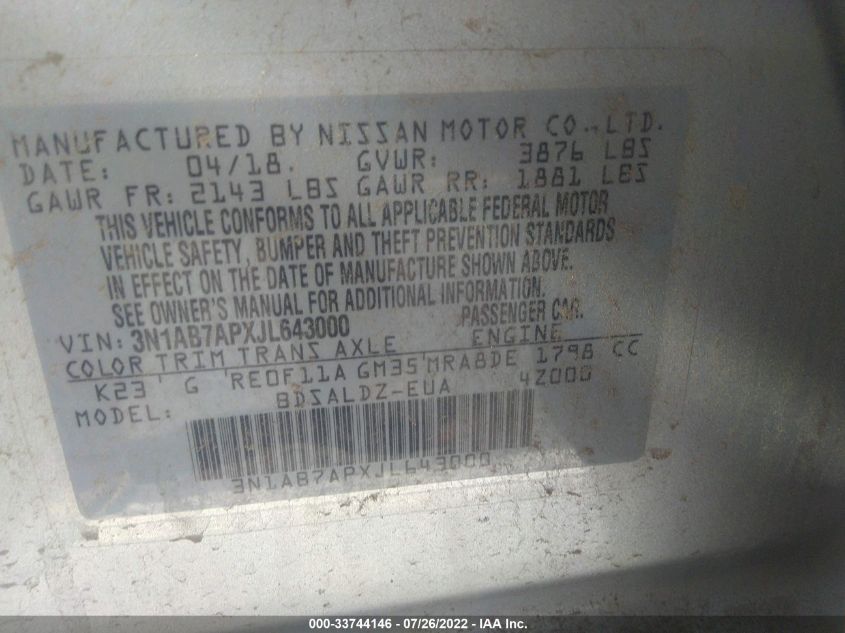 MANUFACTURED BY NISSAN MOTOR CO., LTD.
DATE: 04/18. GVWR: 3876 LBS
GAWR FR: 2143 LBS GAWR RR: 1881 LBS
THIS VEHICLE CONFORMS TO ALL APPLICABLE FEDERAL MOTOR
VEHICLE SAFETY, BUMPER AND THEFT PREVENTION STANDARDS
IN EFFECT ON THE DATE OF MANUFACTURE SHOWN ABOVE.
SEE OWNER'S MANUAL FOR ADDITIONAL INFORMATION.
VIN: 3N1AB7APXJL643000 PASSENGER CAR.
COLOR TRIM TRANS AXLE ENGINE
K23 G RE0F11A GM35 MRA8DE 1798 CC
MODEL: BDSALDZ-EUA 4Z000
3N1AB7APXJL643000
000-33744146 - 07/26/2022 - IAA Inc.